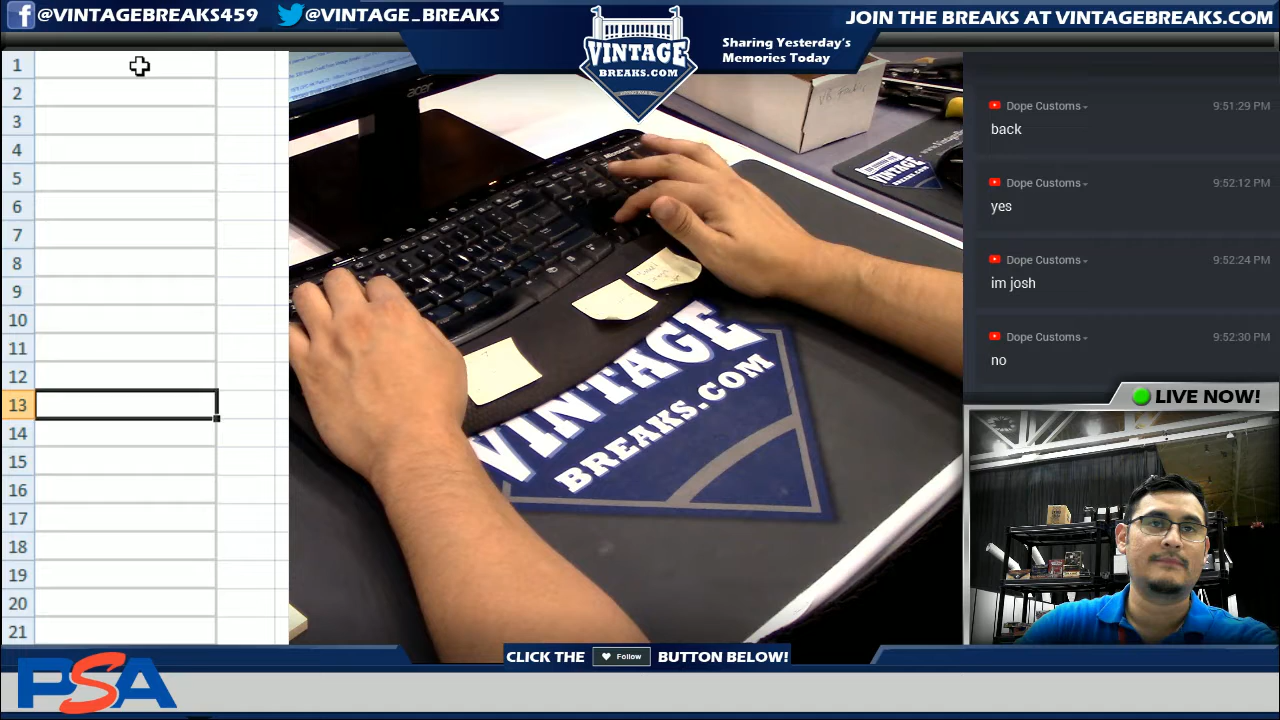 @VINTAGEBREAKS459
@VINTAGE_BREAKS
VINTAGE
BREAKS.COM
Sharing Yesterday's
Memories Today
JOIN THE BREAKS AT VINTAGEBREAKS.COM
1
2
3
4
5
6
7
8
9
10
11
12
13
14
15
16
17
18
19
20
21
acer
Microsoft
VINTAGE
VINTAGE
BREAKS.COM
Dope Customs 9:51:29 PM
back
Dope Customs 9:52:12 PM
yes
Dope Customs 9:52:24 PM
im josh
Dope Customs 9:52:30 PM
no
LIVE NOW!
CLICK THE Follow BUTTON BELOW!
PSA